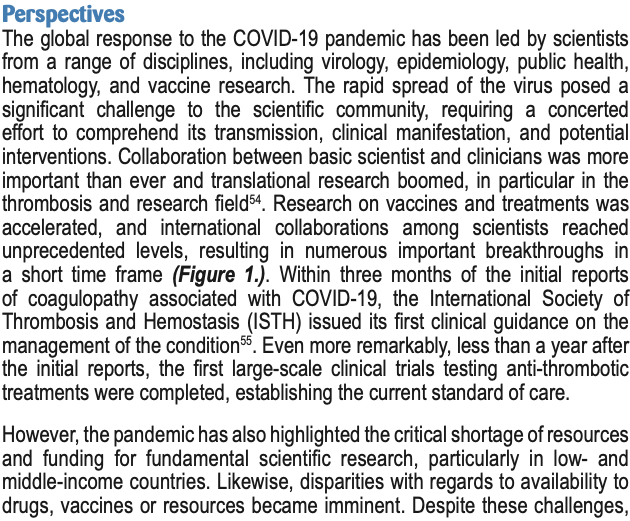 Perspectives
The global response to the COVID-19 pandemic has been led by scientists
from a range of disciplines, including virology, epidemiology, public health,
hematology, and vaccine research. The rapid spread of the virus posed a
significant challenge to the scientific community, requiring a concerted
effort to comprehend its transmission, clinical manifestation, and potential
interventions. Collaboration between basic scientist and clinicians was more
important than ever and translational research boomed, in particular in the
thrombosis and research field54. Research on vaccines and treatments was
accelerated, and international collaborations among scientists reached
unprecedented levels, resulting in numerous important breakthroughs in
a short time frame (Figure 1.). Within three months of the initial reports
of coagulopathy associated with COVID-19, the International Society of
Thrombosis and Hemostasis (ISTH) issued its first clinical guidance on the
management of the condition55. Even more remarkably, less than a year after
the initial reports, the first large-scale clinical trials testing anti-thrombotic
treatments were completed, establishing the current standard of care.
However, the pandemic has also highlighted the critical shortage of resources
and funding for fundamental scientific research, particularly in low- and
middle-income countries. Likewise, disparities with regards to availability to
drugs, vaccines or resources became imminent. Despite these challenges,